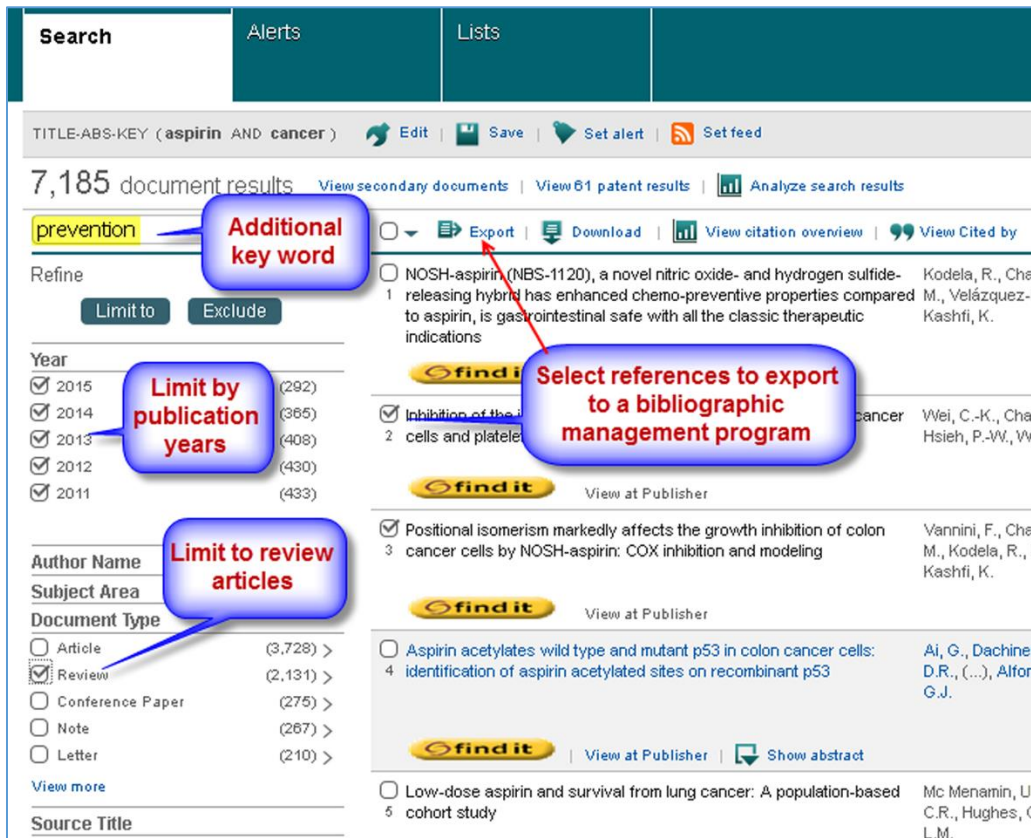 Search Alerts Lists
TITLE-ABS-KEY ( aspirin AND cancer ) Edit | Save | Set alert | Set feed
7,185 document results View secondary documents | View 61 patent results | Analyze search results
prevention
Additional
key word
Export | Download | View citation overview | View Cited by
Refine
Limit to Exclude
Year
2015 (292)
2014 (365)
2013 (408)
2012 (430)
2011 (433)
Limit by
publication
years
Author Name
Subject Area
Document Type
Limit to review
articles
Article (3,728) >
Review (2,131) >
Conference Paper (275) >
Note (267) >
Letter (210) >
View more
Source Title
1 NOSH-aspirin (NBS-1120), a novel nitric oxide- and hydrogen sulfide-
releasing hybrid has enhanced chemo-preventive properties compared
to aspirin, is gastrointestinal safe with all the classic therapeutic
indications
Kodela, R., Cha
M., Velázquez-
Kashfi, K.
find i
Select references to export
to a bibliographic
management program
2 Inhibition of the i cancer
cells and platele
Wei, C.-K., Cha
Hsieh, P.-W., W
find it View at Publisher
3 Positional isomerism markedly affects the growth inhibition of colon
cancer cells by NOSH-aspirin: COX inhibition and modeling
Vannini, F., Cha
M., Kodela, R.,
Kashfi, K.
find it View at Publisher
4 Aspirin acetylates wild type and mutant p53 in colon cancer cells:
identification of aspirin acetylated sites on recombinant p53
Ai, G., Dachine
D.R., (...), Alfor
G.J.
find it | View at Publisher | Show abstract
5 Low-dose aspirin and survival from lung cancer: A population-based
cohort study
Mc Menamin, U
C.R., Hughes, C
L.M.